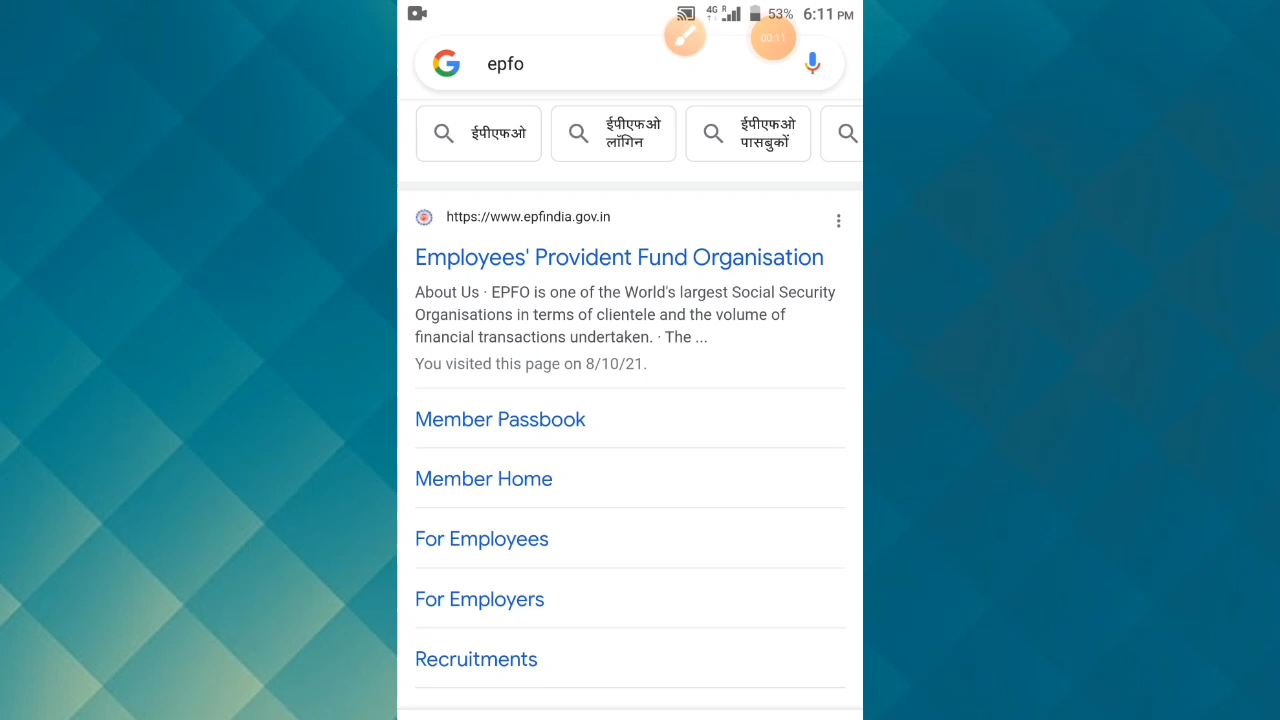 4G R 53% 6:11 PM
00:11
epfo
ईपीएफओ
ईपीएफओ
लॉगिन
ईपीएफओ
पासबुकों
https://www.epfindia.gov.in
Employees' Provident Fund Organisation
About Us · EPFO is one of the World's largest Social Security
Organisations in terms of clientele and the volume of
financial transactions undertaken. · The ...
You visited this page on 8/10/21.
Member Passbook
Member Home
For Employees
For Employers
Recruitments